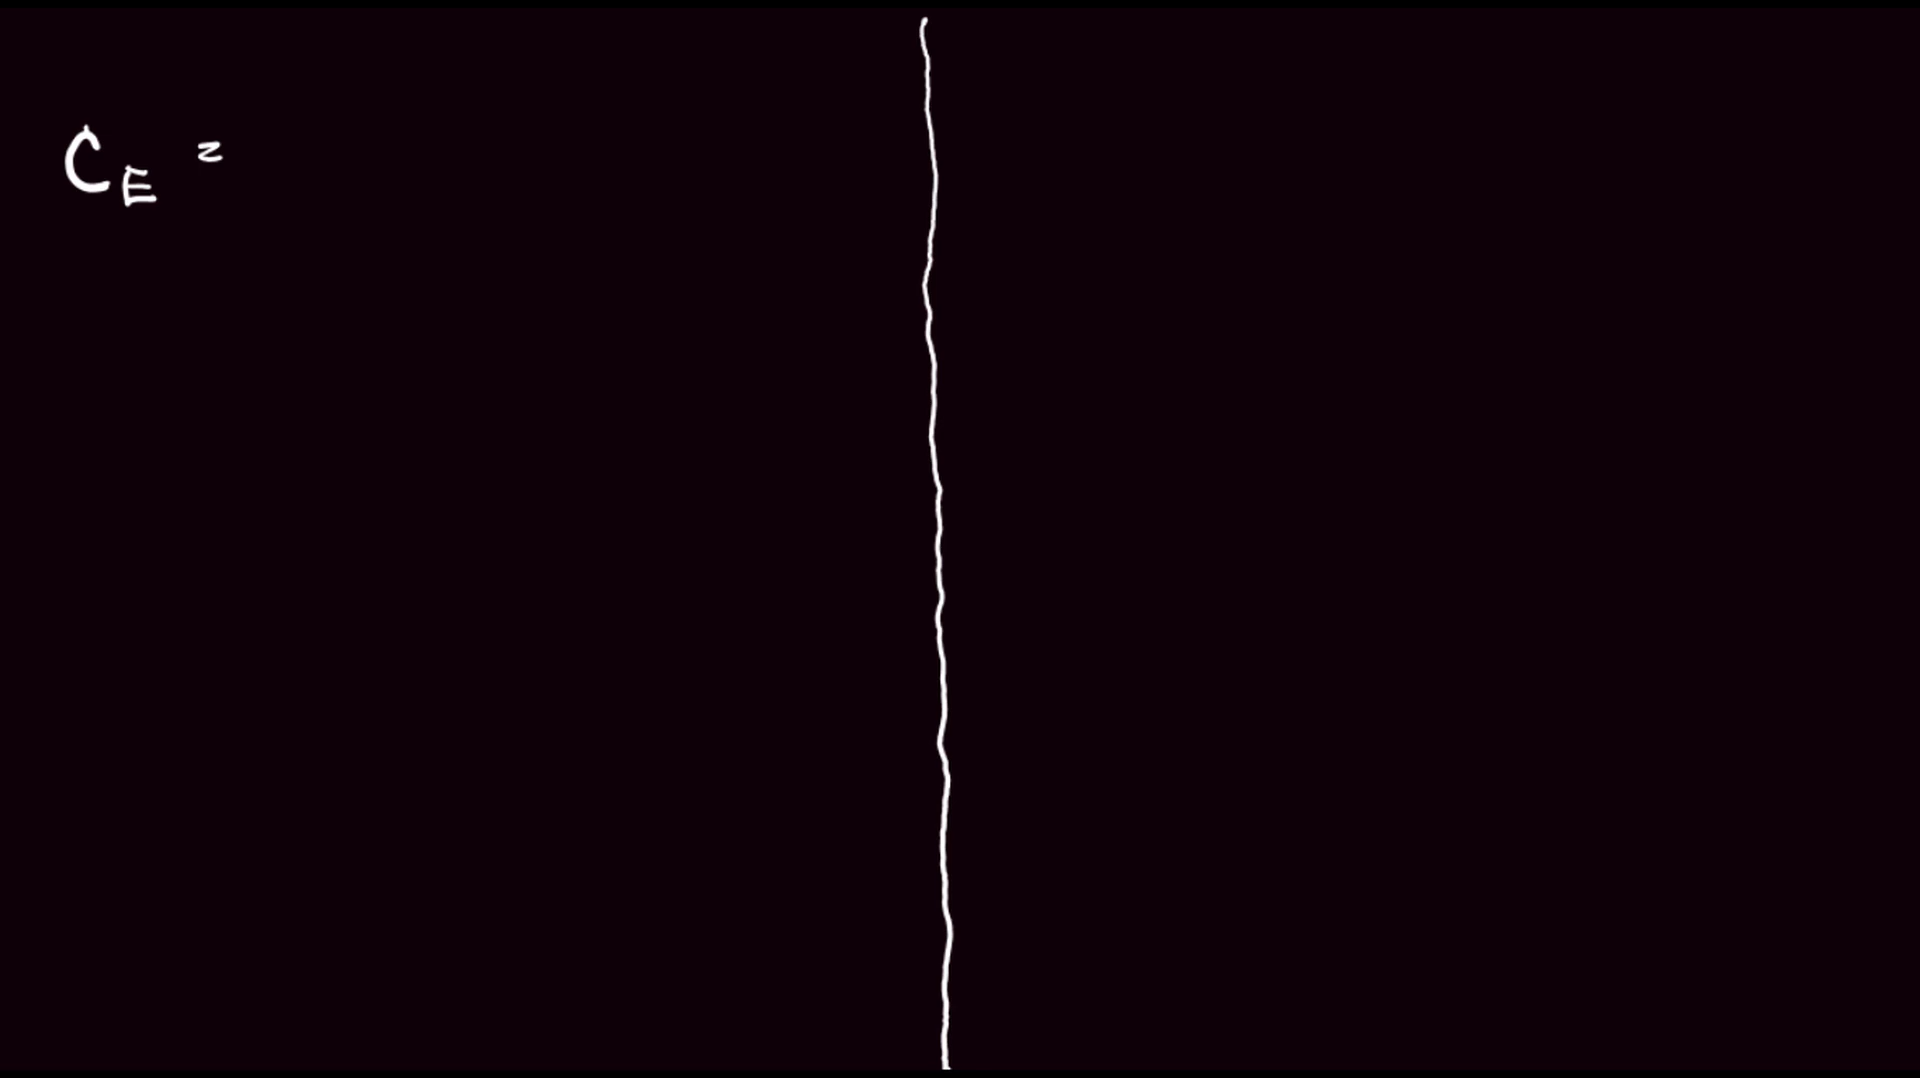 C_E =